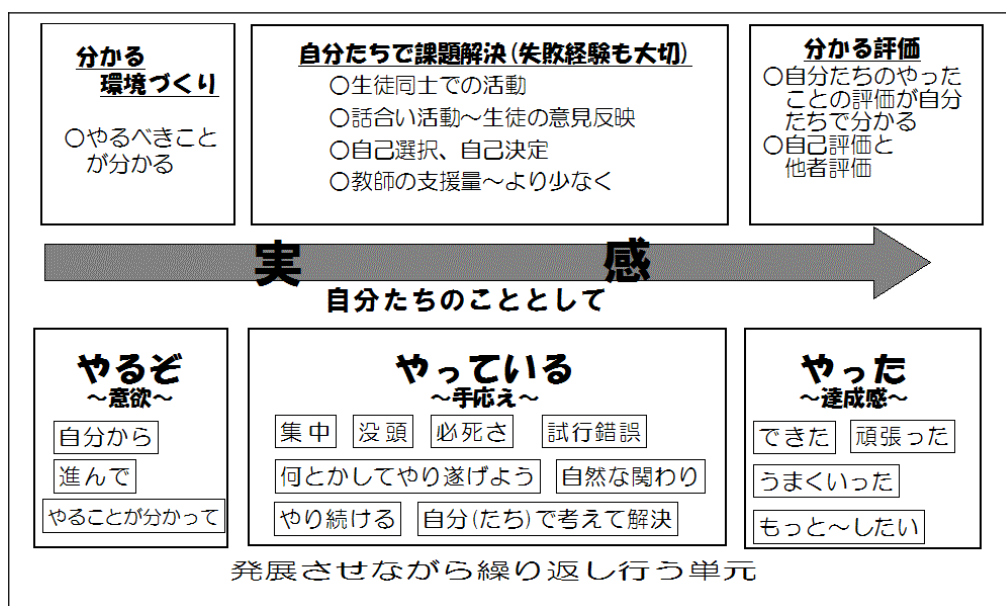 分かる
環境づくり
○やるべきこと
が分かる
自分たちで課題解決(失敗経験も大切)
○生徒同士での活動
○話合い活動~生徒の意見反映
○自己選択、自己決定
○教師の支援量~より少なく
分かる評価
○自分たちのやった
ことの評価が自分
たちで分かる
○自己評価と
他者評価
実 感
自分たちのこととして
やるぞ
~意欲~
自分から
進んで
やることが分かって
やっている
~手応え~
集中 没頭 必死さ 試行錯誤
何とかしてやり遂げよう 自然な関わり
やり続ける 自分(たち)で考えて解決
やった
~達成感~
できた 頑張った
うまくいった
もっと~したい
発展させながら繰り返し行う単元